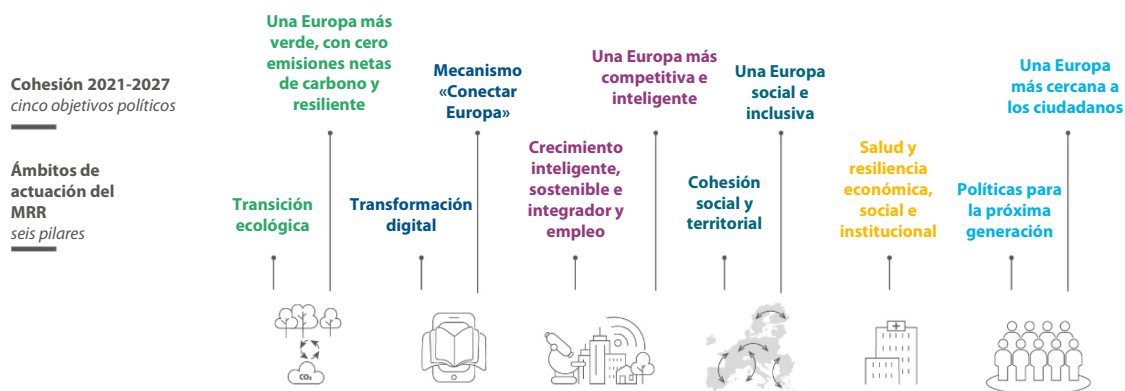 Cohesión 2021-2027
cinco objetivos políticos
Una Europa más
verde, con cero
emisiones netas
de carbono y
resiliente
Mecanismo
«Conectar
Europa»
Una Europa más
competitiva e
inteligente
Una Europa
social e
inclusiva
Una Europa
más cercana a
los ciudadanos
Ámbitos de
actuación del
MRR
seis pilares
Transición
ecológica
Transformación
digital
Crecimiento
inteligente,
sostenible e
integrador y
empleo
Cohesión
social y
territorial
Salud y
resiliencia
económica,
social e
institucional
Políticas para
la próxima
generación
CO₂